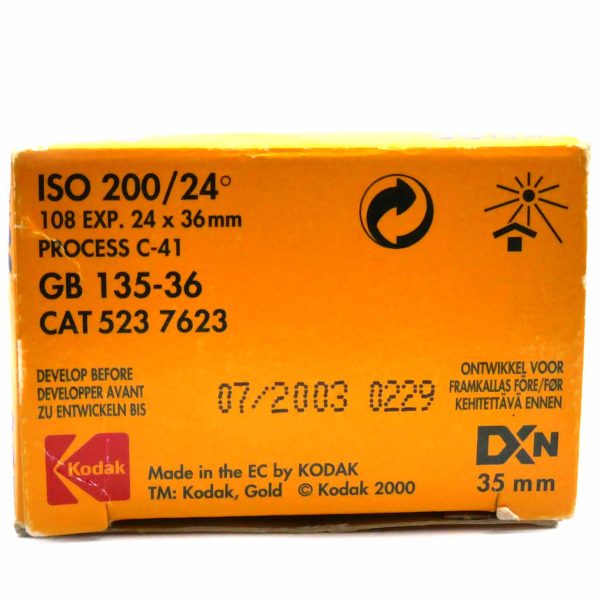 ISO 200/24°
108 EXP. 24 x 36mm
PROCESS C-41
GB 135-36
CAT 523 7623
DEVELOP BEFORE
DEVELOPPER AVANT
ZU ENTWICKELN BIS
07/2003 0229
ONTWIKKEL VOOR
FRAMKALLAS FÖRE/FØR
KEHITETTÄVÄ ENNEN
Kodak
Made in the EC by KODAK
TM: Kodak, Gold © Kodak 2000
DXN
35 mm